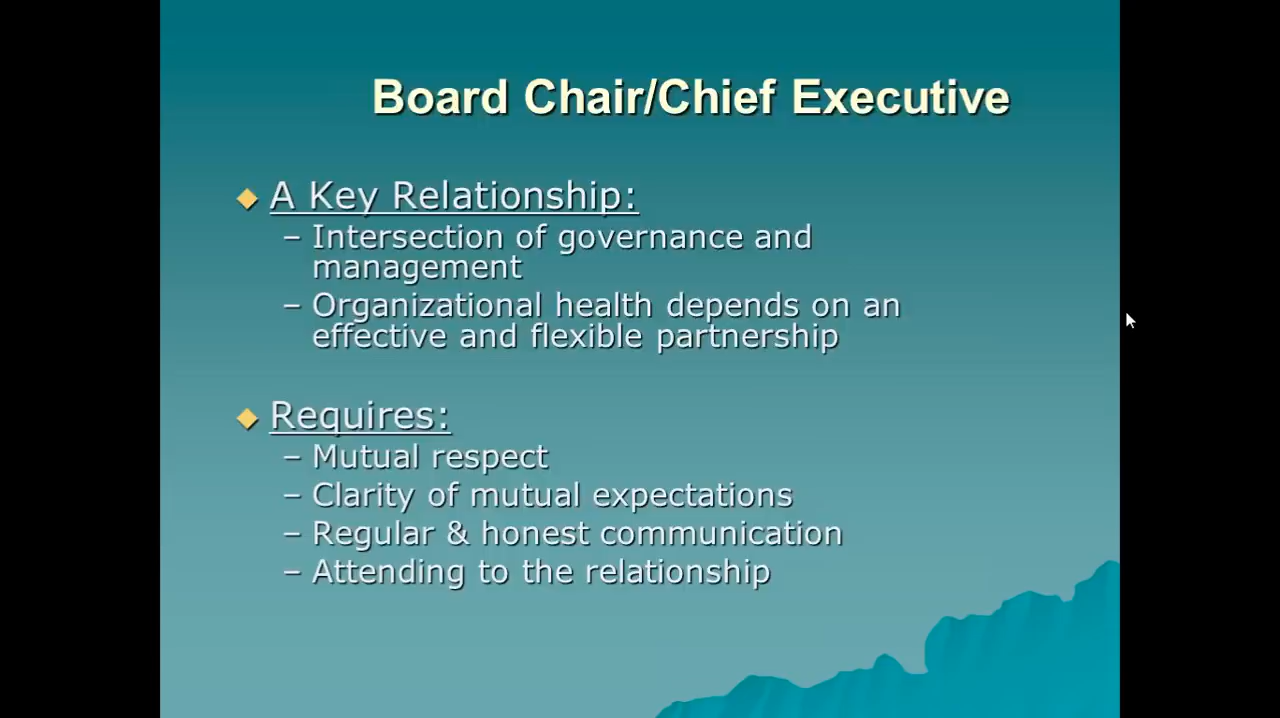 Board Chair/Chief Executive
A Key Relationship:
– Intersection of governance and
management
– Organizational health depends on an
effective and flexible partnership
Requires:
– Mutual respect
– Clarity of mutual expectations
– Regular & honest communication
– Attending to the relationship